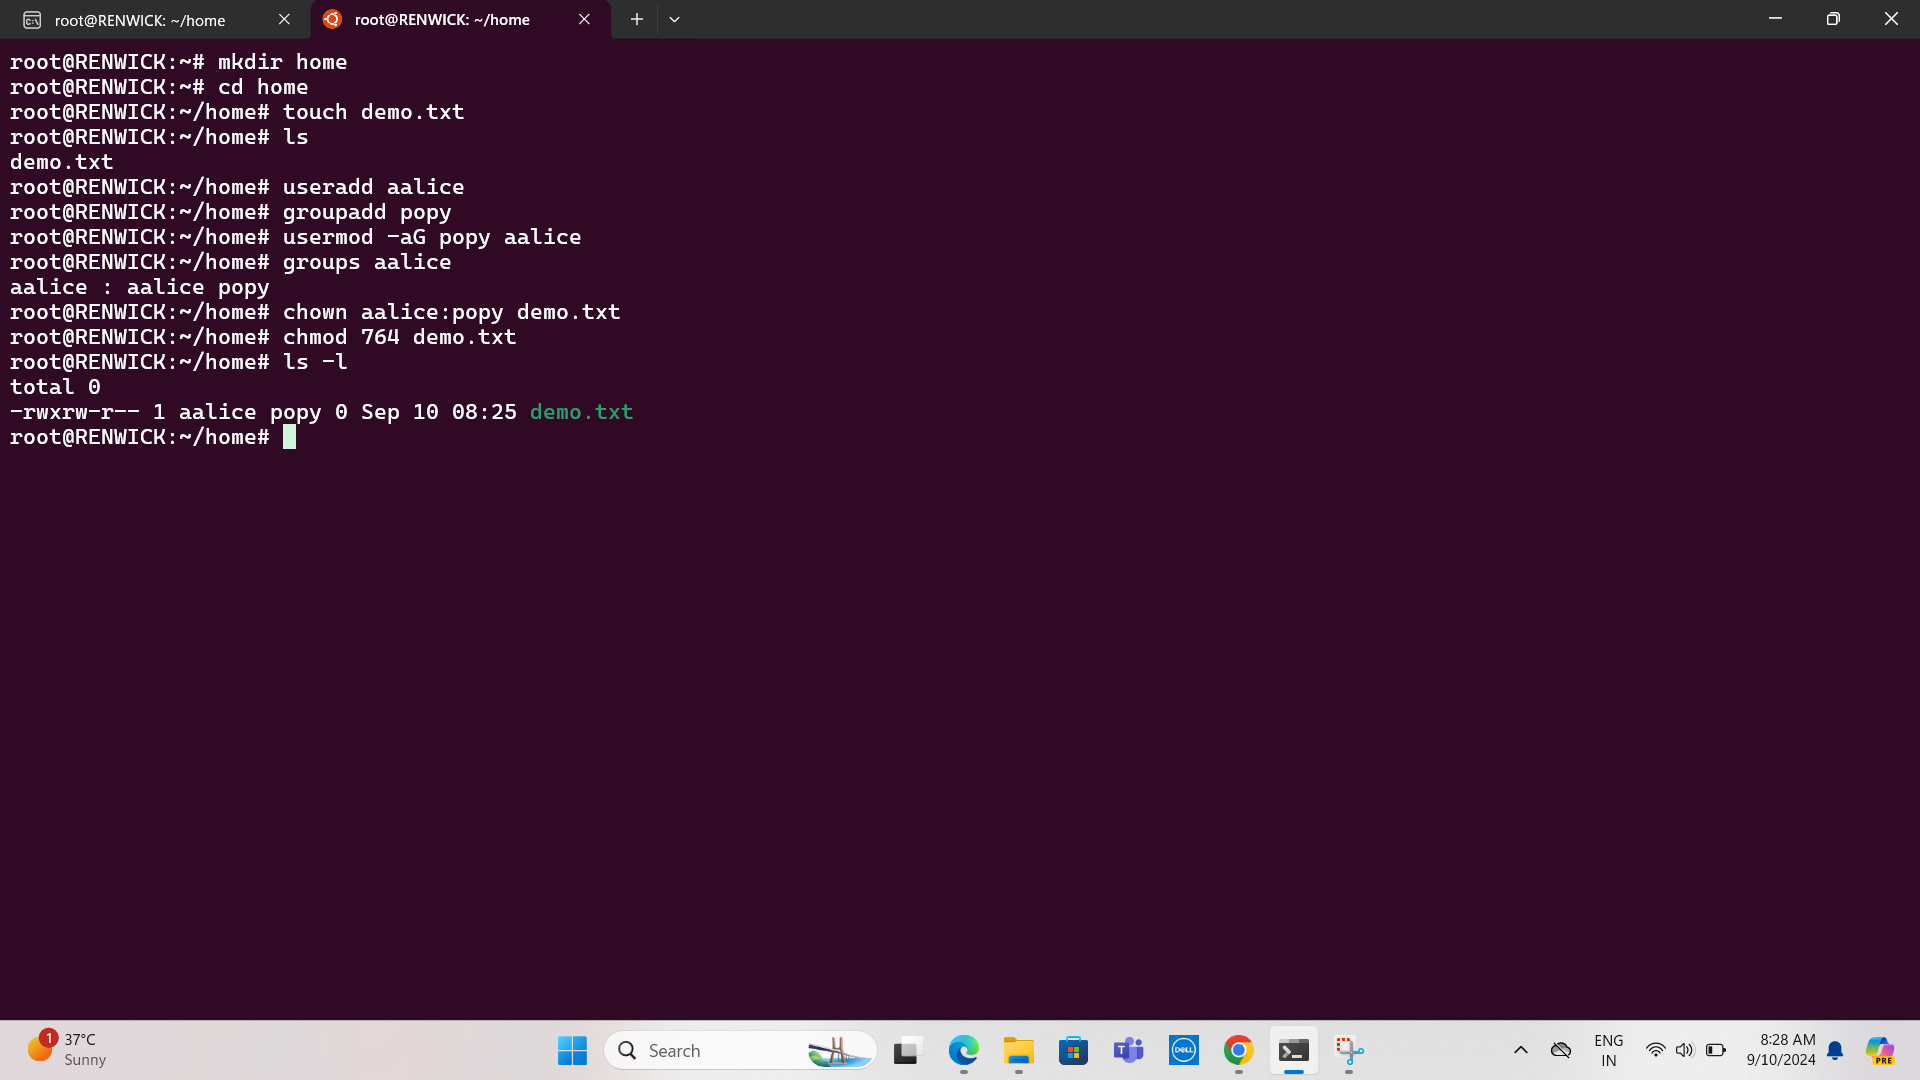 root@RENWICK: ~/home
root@RENWICK: ~/home
root@RENWICK:~# mkdir home
root@RENWICK:~# cd home
root@RENWICK:~/home# touch demo.txt
root@RENWICK:~/home# ls
demo.txt
root@RENWICK:~/home# useradd aalice
root@RENWICK:~/home# groupadd popy
root@RENWICK:~/home# usermod -aG popy aalice
root@RENWICK:~/home# groups aalice
aalice : aalice popy
root@RENWICK:~/home# chown aalice:popy demo.txt
root@RENWICK:~/home# chmod 764 demo.txt
root@RENWICK:~/home# ls -l
total 0
-rwxrw-r-- 1 aalice popy 0 Sep 10 08:25 demo.txt
root@RENWICK:~/home#
1
37°C
Sunny
Search
T
DELL
ENG
IN
8:28 AM
9/10/2024
PRE